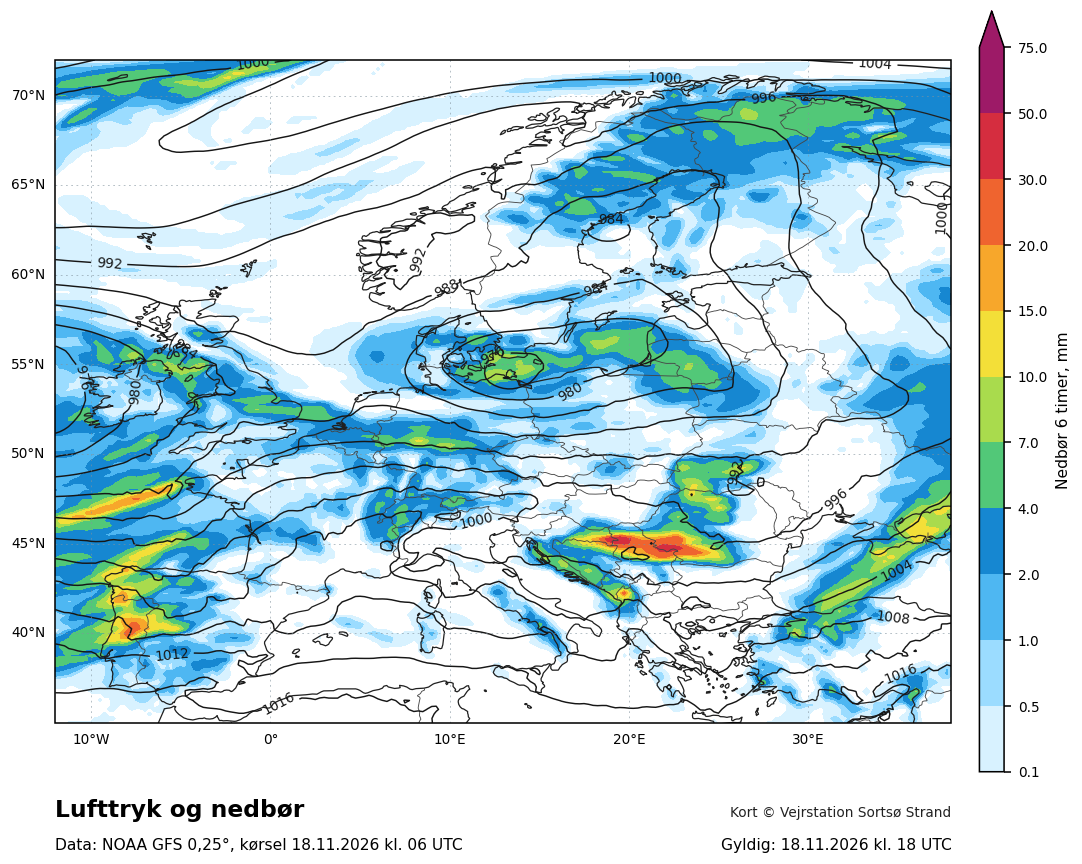 1000
1004
75.0
1000
996
70°N
50.0
65°N
30.0
984
1000
20.0
992
992
60°N
988
984
15.0
984
976
976
55°N
10.0
980
980
Nedbør 6 timer, mm
7.0
50°N
992
996
4.0
1000
45°N
1004
2.0
1008
40°N
1012
1.0
1016
1016
0.5
10°W
0°
10°E
20°E
30°E
0.1
Lufttryk og nedbør
Kort © Vejrstation Sortsø Strand
Data: NOAA GFS 0,25°, kørsel 18.11.2026 kl. 06 UTC
Gyldig: 18.11.2026 kl. 18 UTC